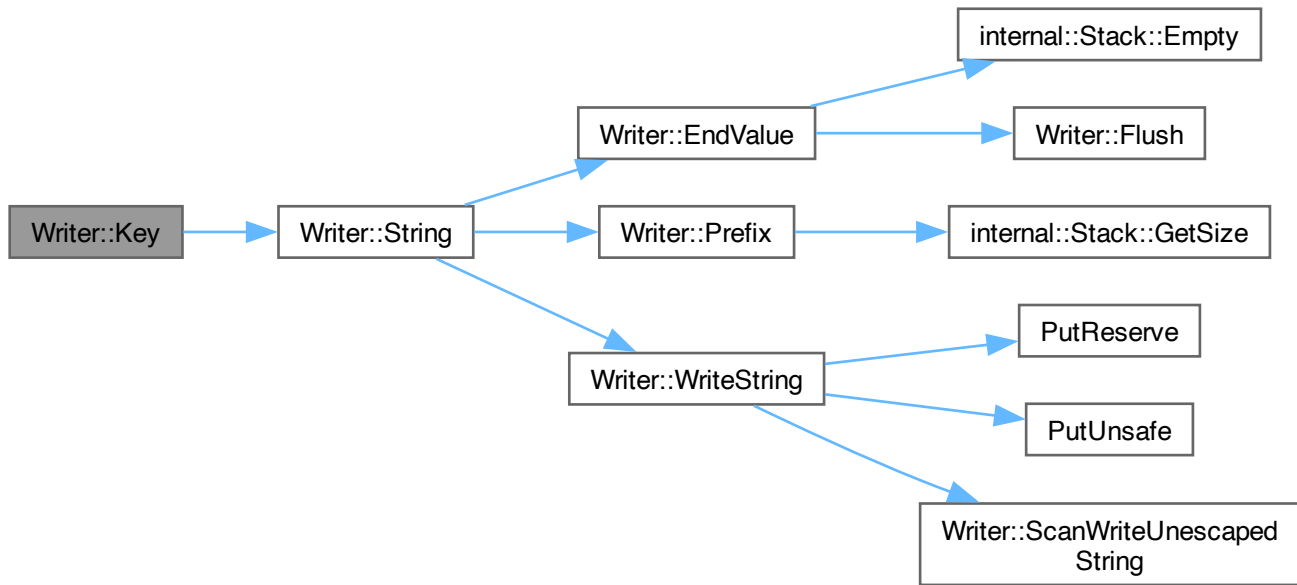 Writer::Key
Writer::String
Writer::EndValue
internal::Stack::Empty
Writer::Flush
Writer::Prefix
internal::Stack::GetSize
Writer::WriteString
PutReserve
PutUnsafe
Writer::ScanWriteUnescaped
String